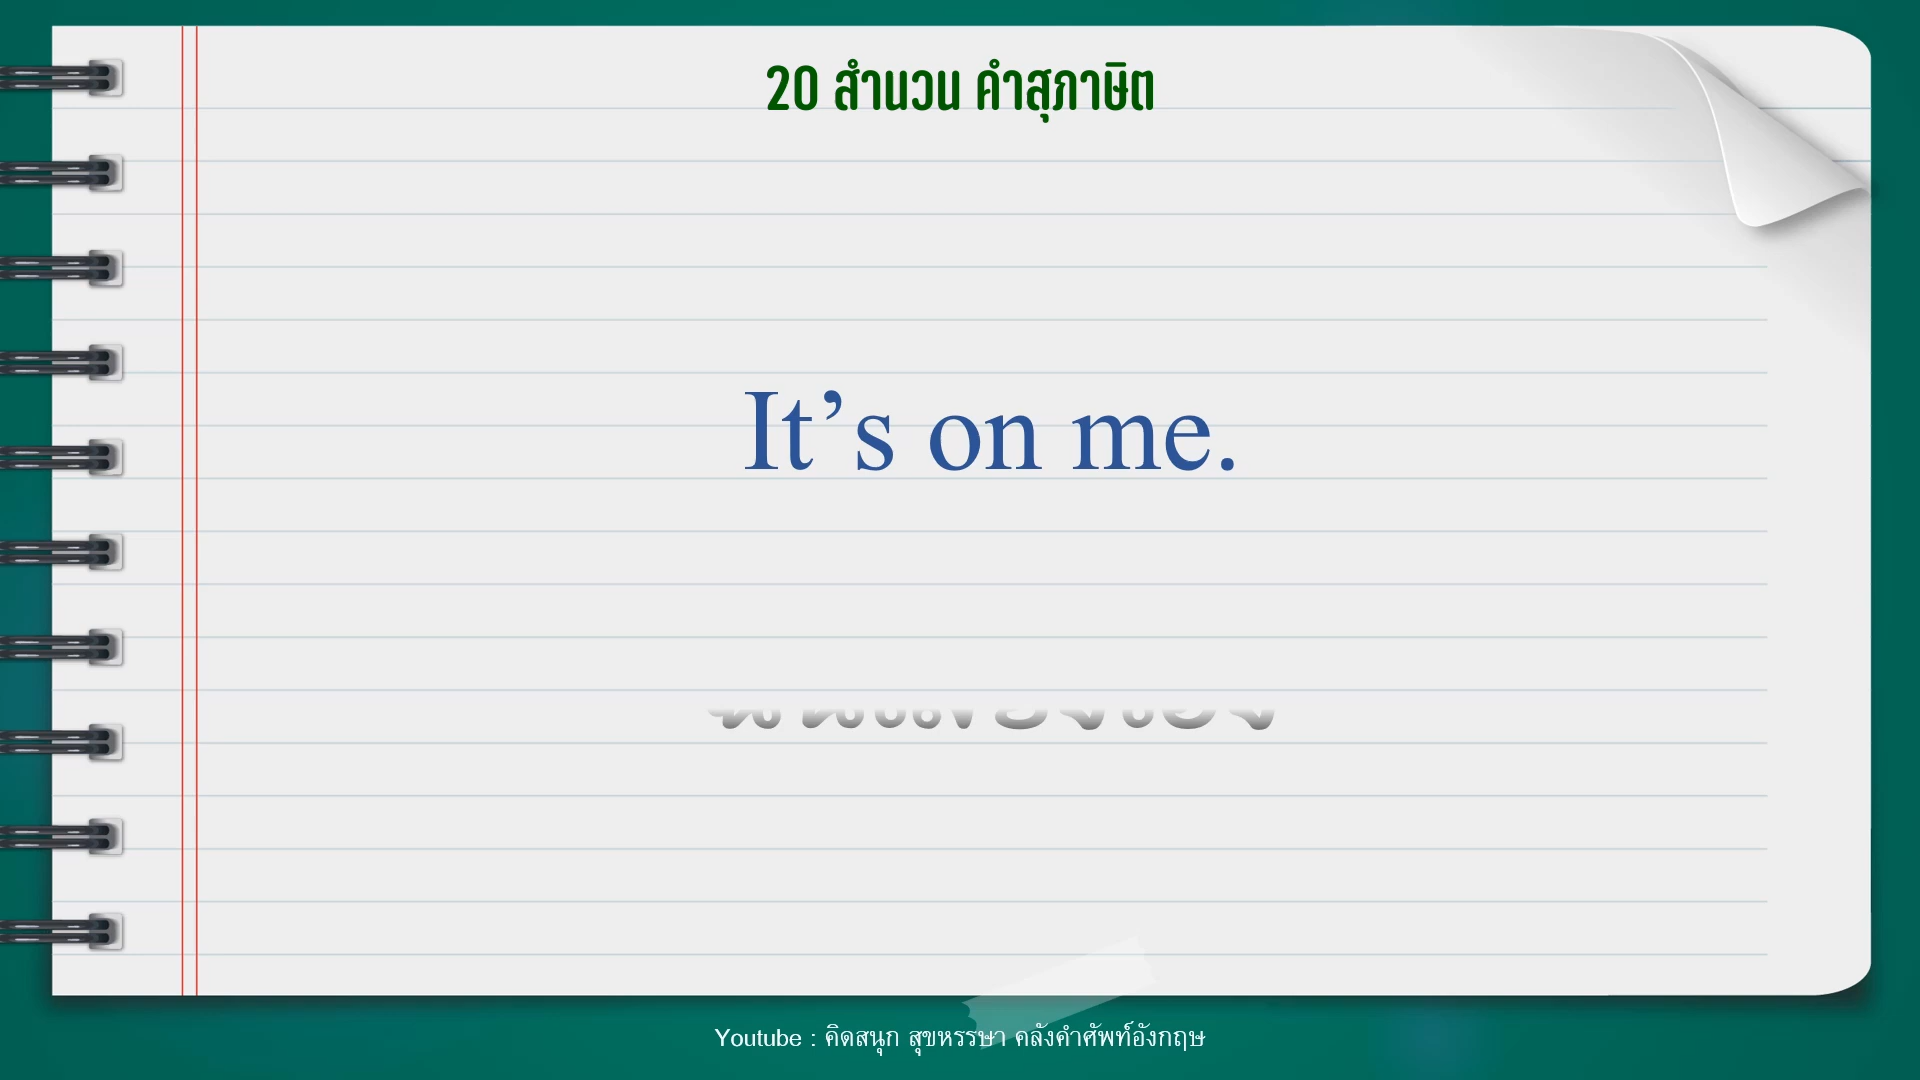 20 สำนวน คำสุภาษิต
It’s on me.
Youtube : คิดสนุก สุขหรรษา คลังคำศัพท์อังกฤษ